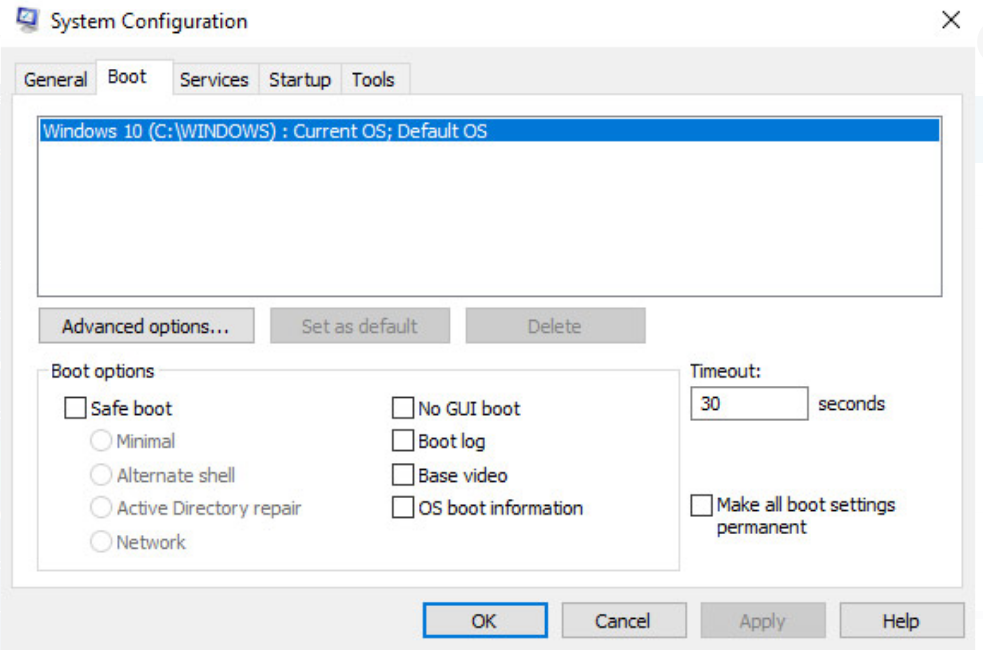 System Configuration
General Boot Services Startup Tools
Windows 10 (C:\WINDOWS) : Current OS; Default OS
Advanced options... Set as default Delete
Boot options
Timeout:
Safe boot No GUI boot 30 seconds
Minimal Boot log
Alternate shell Base video
Active Directory repair OS boot information Make all boot settings
permanent
Network
OK Cancel Apply Help